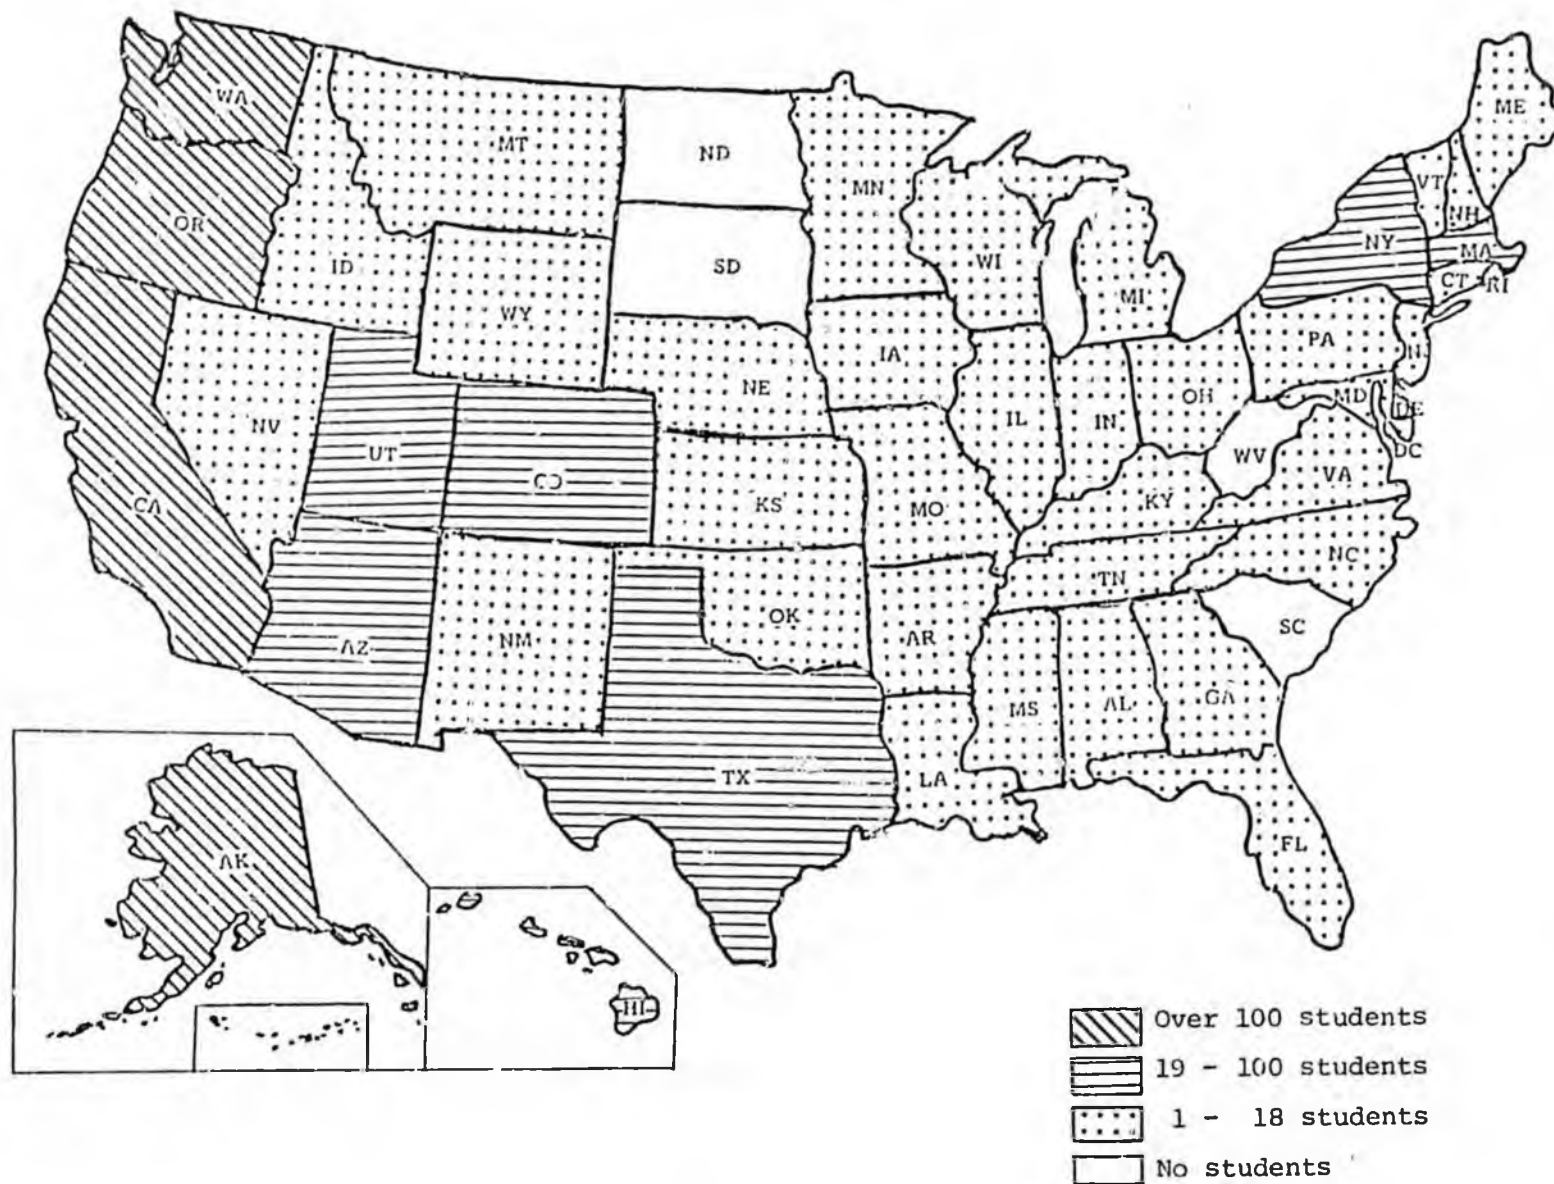 WA
MT
ND
MN
ME
VT
NH
OR
ID
SD
WI
MI
NY
MA
CT
RI
WY
IA
PA
NJ
NE
IL
IN
OH
MD
DE
DC
NV
UT
CO
KS
MO
KY
WV
VA
CA
AZ
NM
OK
AR
TN
NC
SC
MS
AL
GA
TX
LA
FL
AK
HI
Over 100 students
19 - 100 students
1 - 18 students
No students